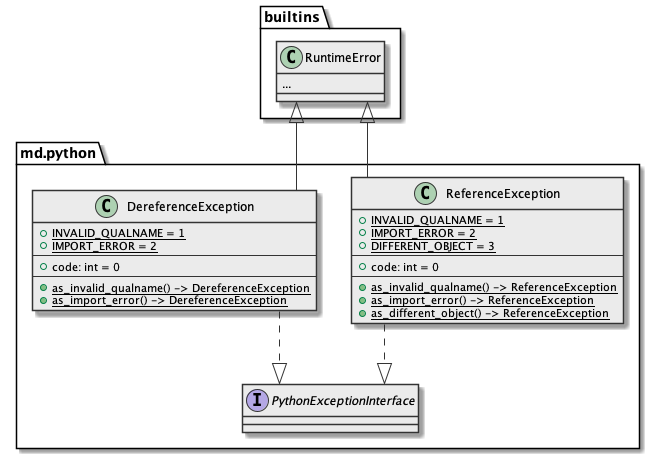 builtins
C RuntimeError
...
md.python
C DereferenceException
INVALID_QUALNAME = 1
IMPORT_ERROR = 2
code: int = 0
as_invalid_qualname() -> DereferenceException
as_import_error() -> DereferenceException
C ReferenceException
INVALID_QUALNAME = 1
IMPORT_ERROR = 2
DIFFERENT_OBJECT = 3
code: int = 0
as_invalid_qualname() -> ReferenceException
as_import_error() -> ReferenceException
as_different_object() -> ReferenceException
I PythonExceptionInterface